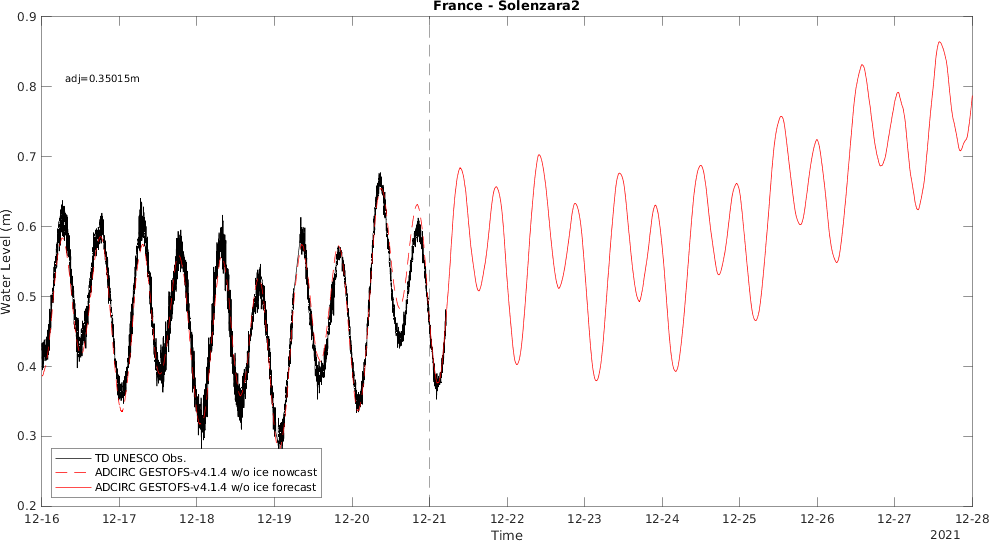 France - Solenzara2
adj=0.35015m
Water Level (m)
0.9
0.8
0.7
0.6
0.5
0.4
0.3
0.2
TD UNESCO Obs.
ADCIRC GESTOFS-v4.1.4 w/o ice nowcast
ADCIRC GESTOFS-v4.1.4 w/o ice forecast
12-16 12-17 12-18 12-19 12-20 12-21 12-22 12-23 12-24 12-25 12-26 12-27 12-28
Time
2021